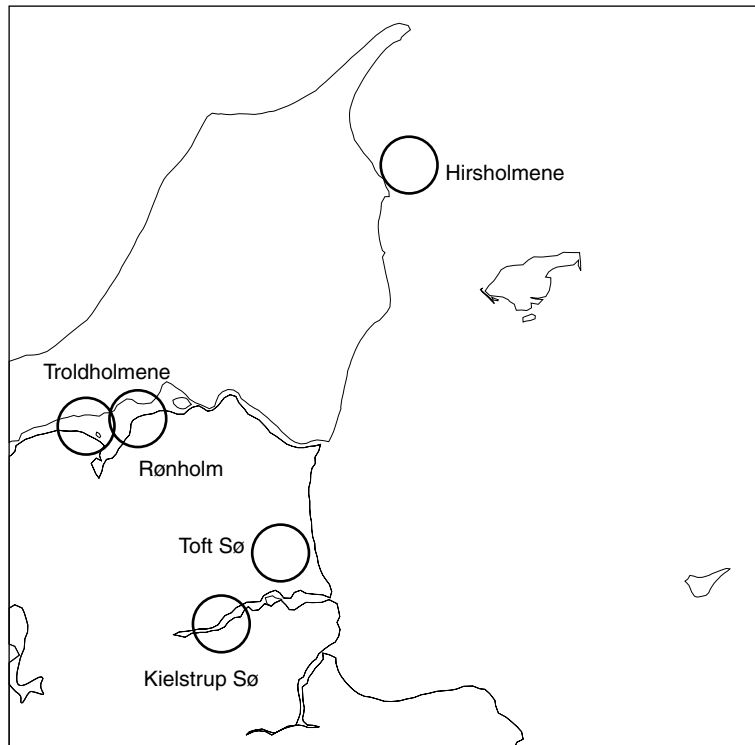 Hirsholmene
Troldholmene
Rønholm
Toft Sø
Kielstrup Sø